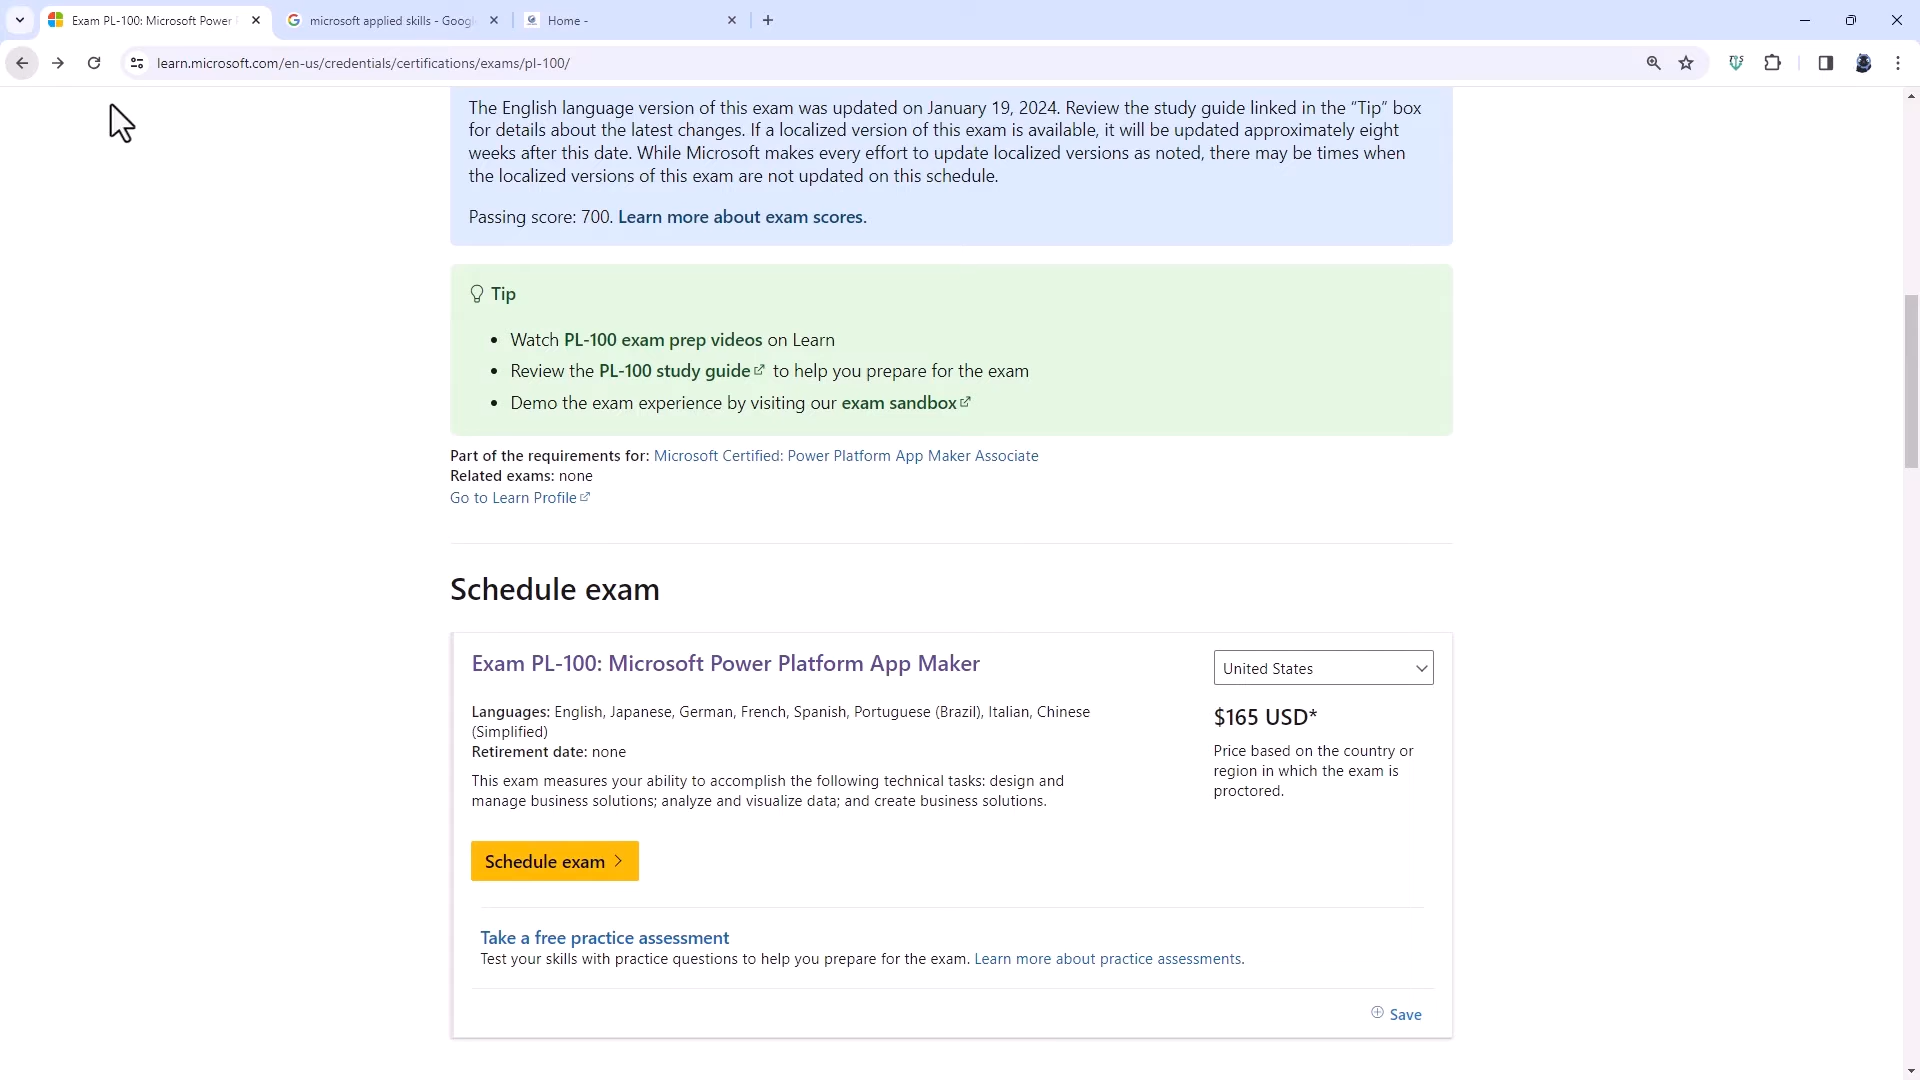 Exam PL-100: Microsoft Power
microsoft applied skills - Googl
Home -
learn.microsoft.com/en-us/credentials/certifications/exams/pl-100/
The English language version of this exam was updated on January 19, 2024. Review the study guide linked in the “Tip” box
for details about the latest changes. If a localized version of this exam is available, it will be updated approximately eight
weeks after this date. While Microsoft makes every effort to update localized versions as noted, there may be times when
the localized versions of this exam are not updated on this schedule.
Passing score: 700. Learn more about exam scores.
Tip
• Watch PL-100 exam prep videos on Learn
• Review the PL-100 study guide to help you prepare for the exam
• Demo the exam experience by visiting our exam sandbox
Part of the requirements for: Microsoft Certified: Power Platform App Maker Associate
Related exams: none
Go to Learn Profile
Schedule exam
Exam PL-100: Microsoft Power Platform App Maker
United States
Languages: English, Japanese, German, French, Spanish, Portuguese (Brazil), Italian, Chinese
(Simplified)
$165 USD*
Retirement date: none
Price based on the country or
region in which the exam is
proctored.
This exam measures your ability to accomplish the following technical tasks: design and
manage business solutions; analyze and visualize data; and create business solutions.
Schedule exam
Take a free practice assessment
Test your skills with practice questions to help you prepare for the exam. Learn more about practice assessments.
Save